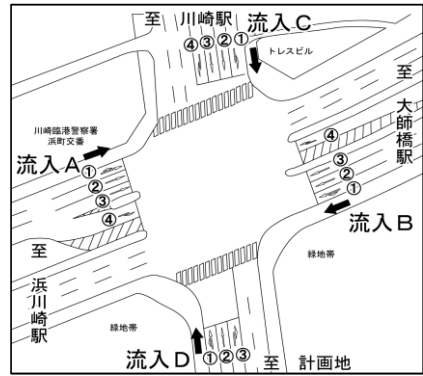 至 川崎駅
流入C
④③②①
トレスビル
至 大師橋駅
川崎臨港警察署
浜町交番
流入A
①
②
③
④
④
③
②
①
流入B
至 浜川崎駅
緑地帯
緑地帯
流入D
①②③
至 計画地